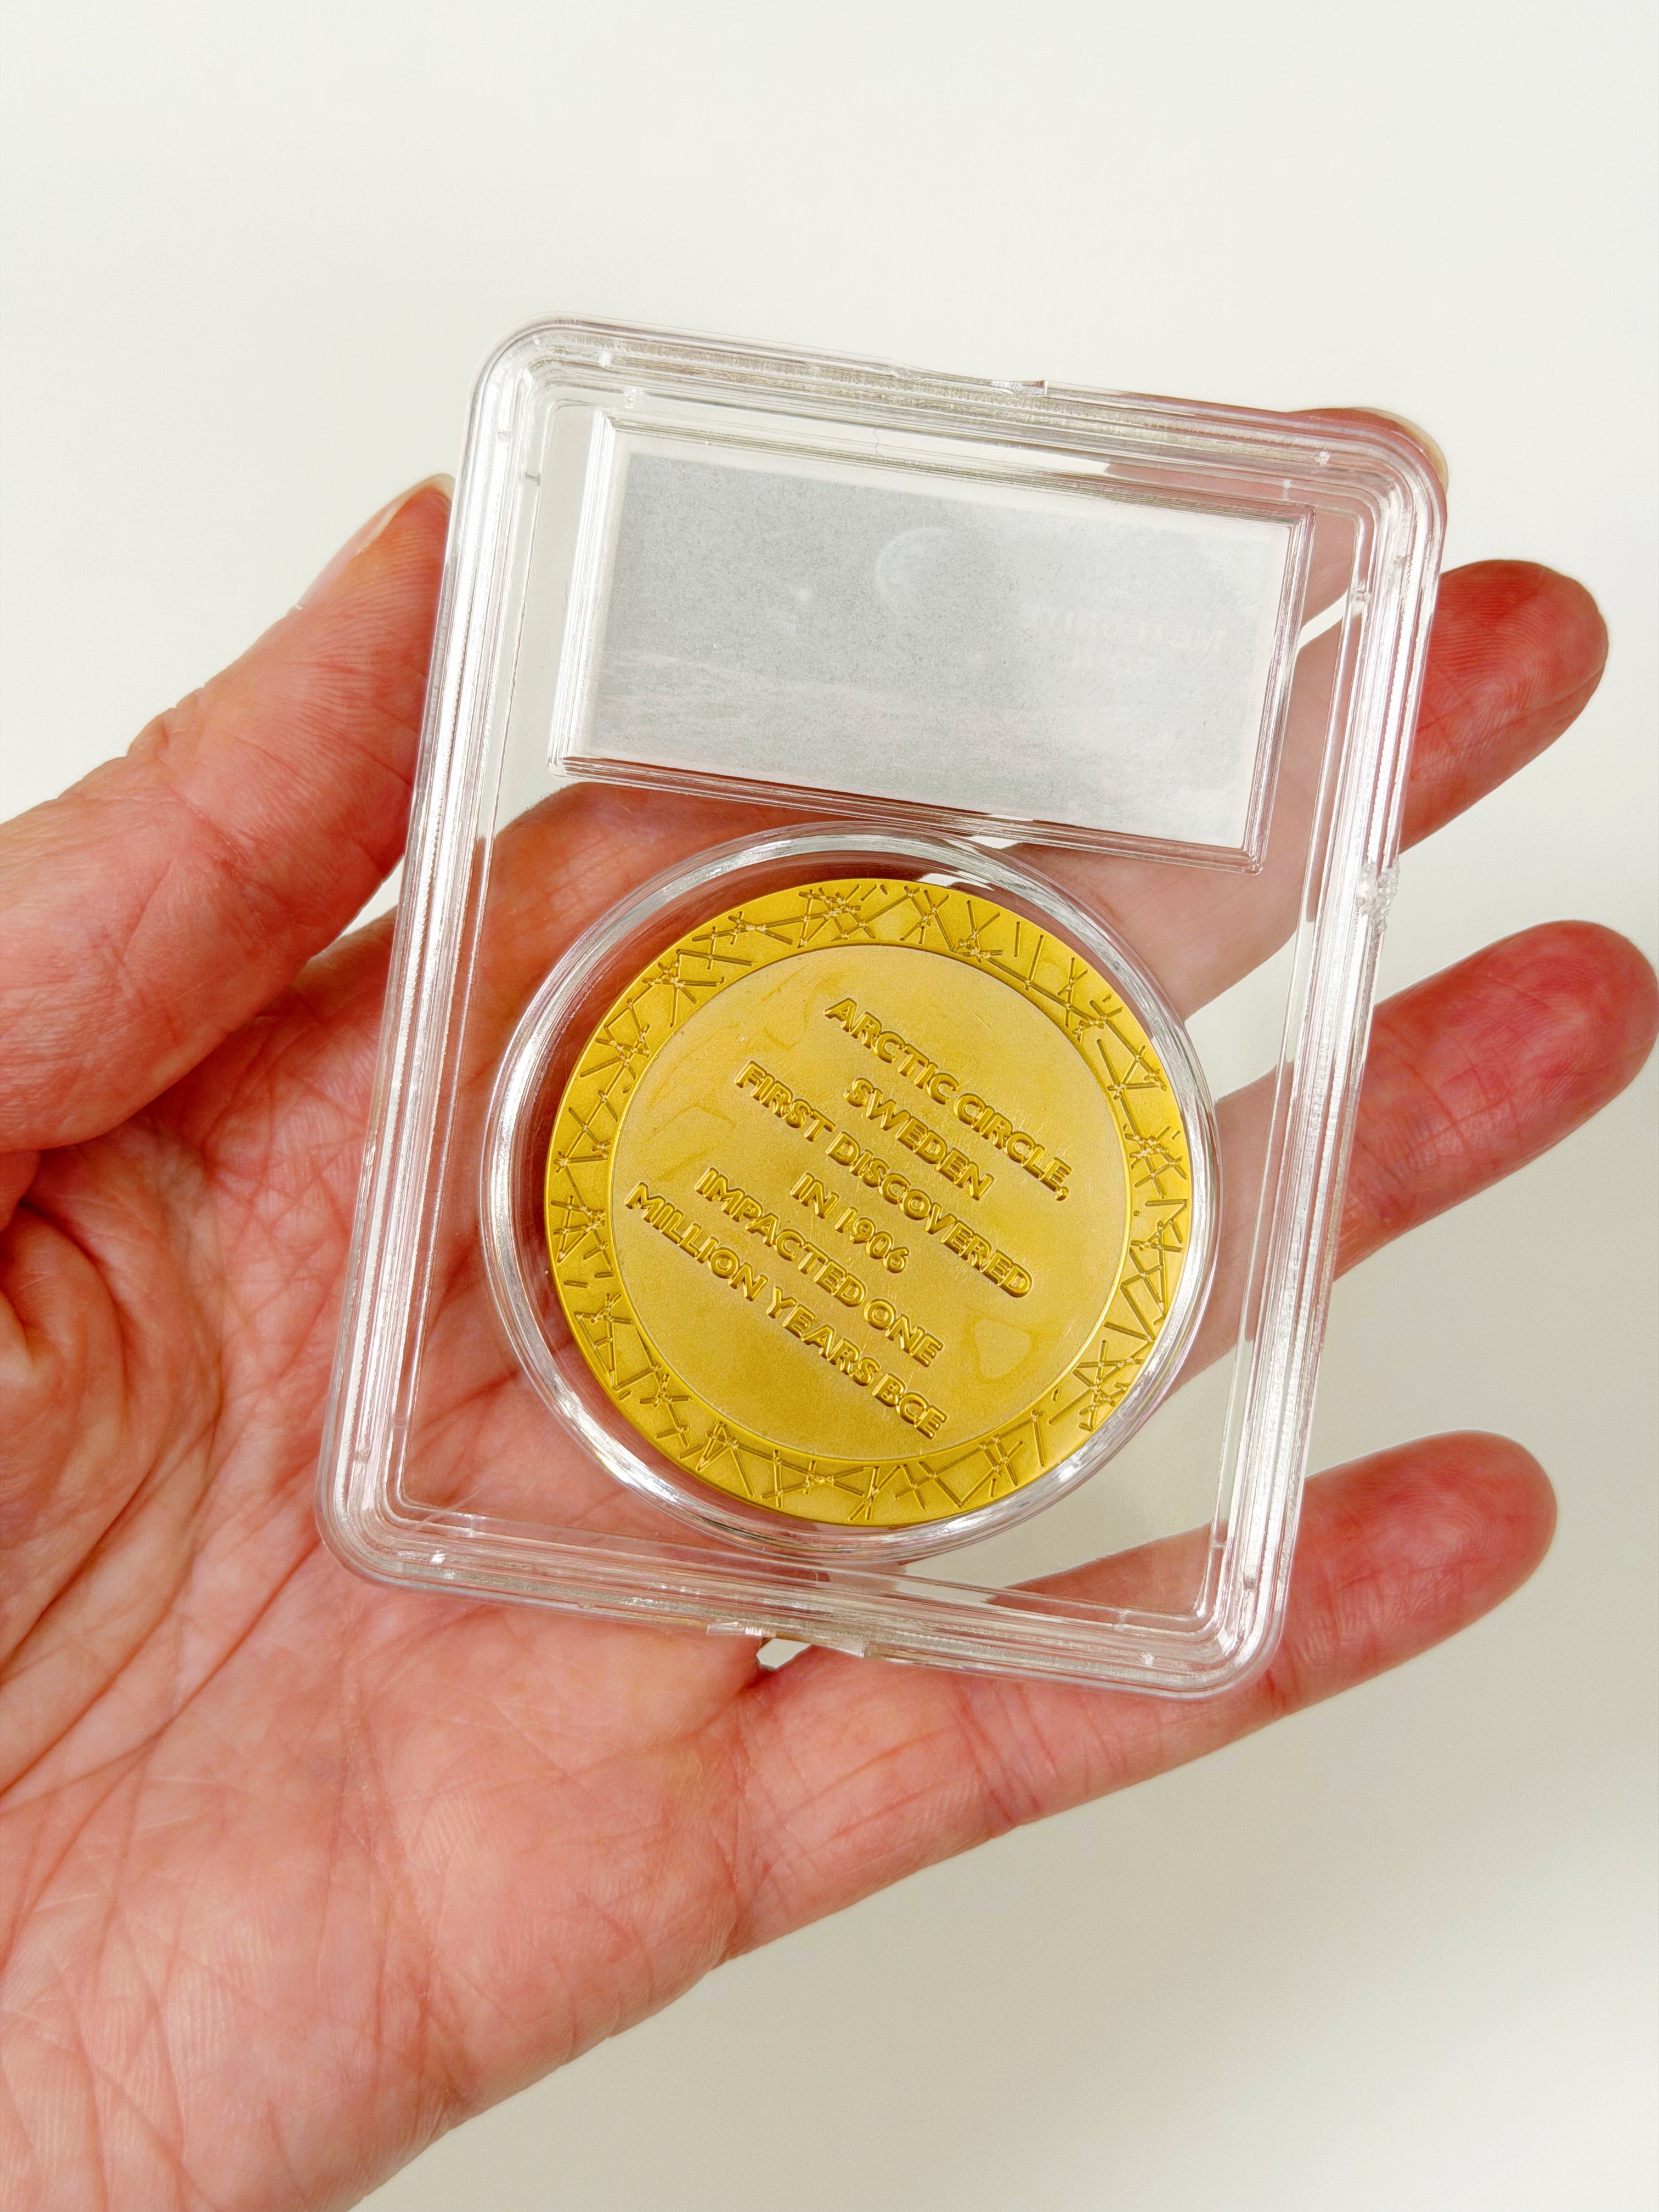 ARCTIC CIRCLE,
SWEDEN
FIRST DISCOVERED
IN 1906
IMPACTED ONE
MILLION YEARS BCE